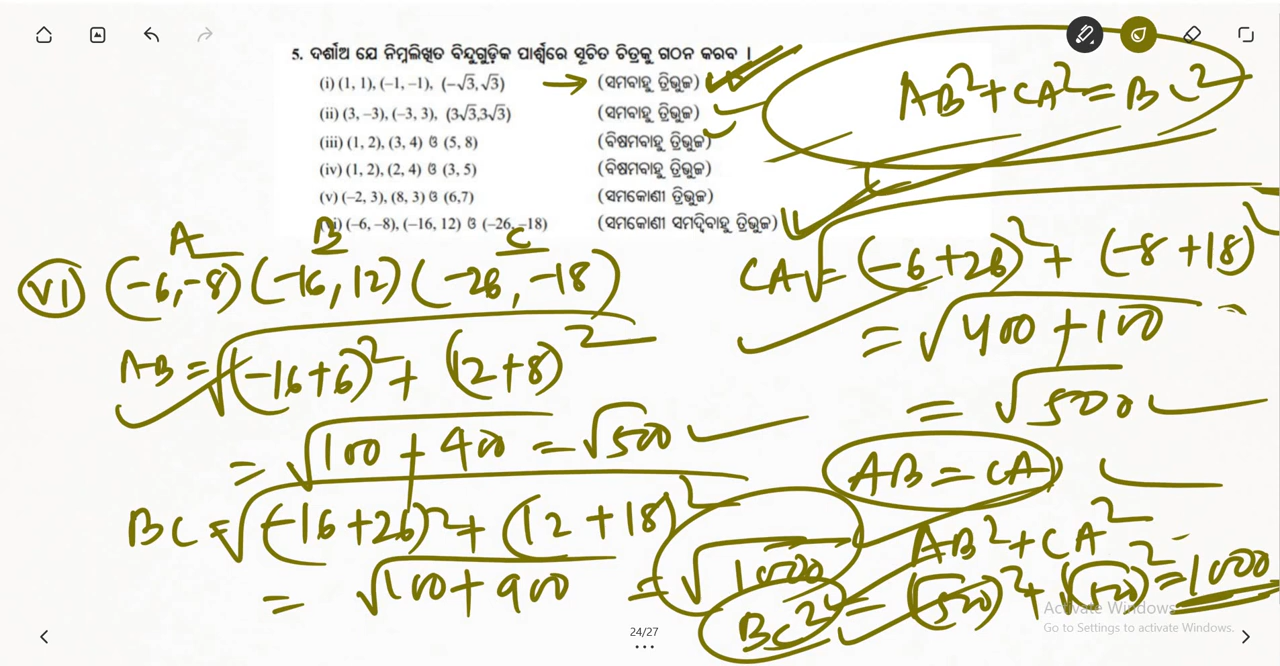 5. ଦର୍ଶାଅ ଯେ ନିମ୍ନଲିଖିତ ବିନ୍ଦୁଗୁଡ଼ିକ ପାର୍ଶ୍ୱରେ ସୂଚିତ ଚିତ୍ରକୁ ଗଠନ କରବ ।
(i) (1, 1), (−1, −1), (−√3, √3) → (ସମବାହୁ ତ୍ରିଭୁଜ)
(ii) (3, −3), (−3, 3), (3√3,3√3) (ସମବାହୁ ତ୍ରିଭୁଜ)
(iii) (1, 2), (3, 4) ଓ (5, 8) (ବିଷମବାହୁ ତ୍ରିଭୁଜ)
(iv) (1, 2), (2, 4) ଓ (3, 5) (ବିଷମବାହୁ ତ୍ରିଭୁଜ)
(v) (−2, 3), (8, 3) ଓ (6,7) (ସମକୋଣୀ ତ୍ରିଭୁଜ)
(−6, −8), (−16, 12) ଓ (−26, −18) (ସମକୋଣୀ ସମଦ୍ୱିବାହୁ ତ୍ରିଭୁଜ)
AB² + CA² = BC²
A B C
(VI) (−6, −8) (−16, 12) (−26, −18)
AB = √(−16+6)² + (12+8)²
= √100 + 400 = √500
BC = √(−16+26)² + (12+18)²
= √100 + 900 = √1000
CA = √(−6+26)² + (−8+18)²
= √400 + 100
= √500
AB = CA
AB² + CA²
BC² = (√500)² + (√500)² = 1000
Activate Windows
Go to Settings to activate Windows.
24/27